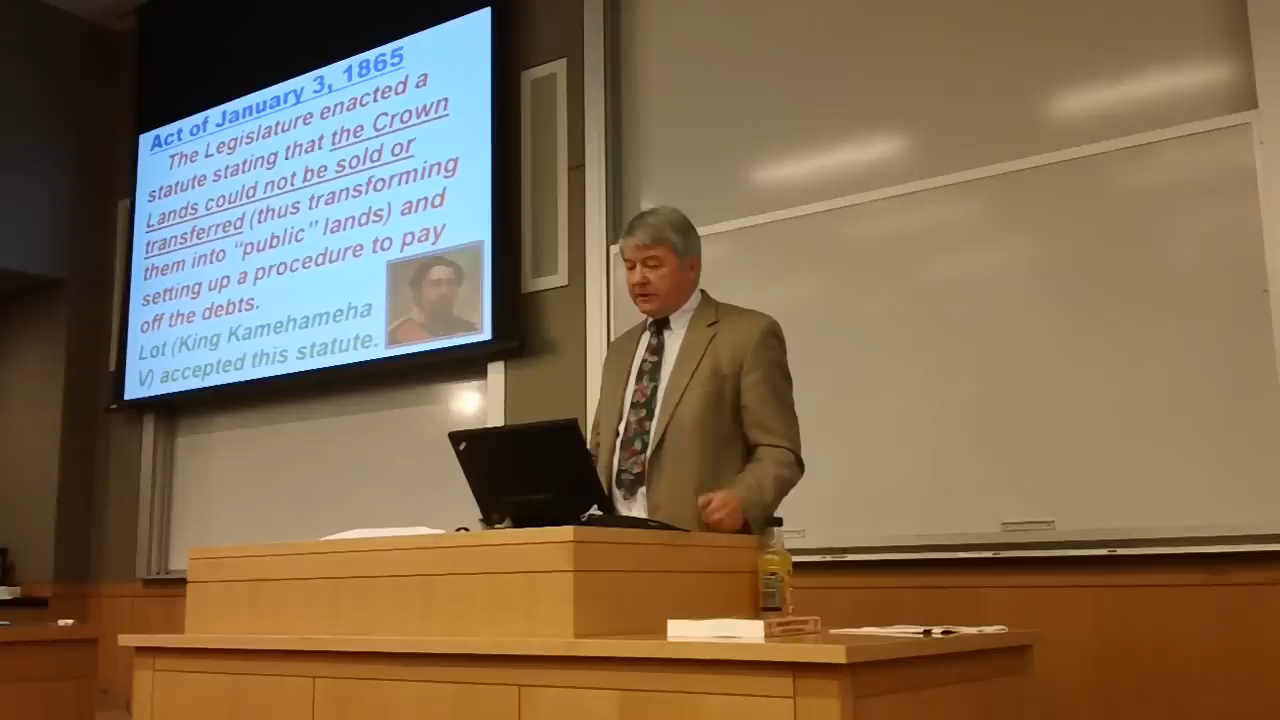 Act of January 3, 1865
The Legislature enacted a
statute stating that the Crown
Lands could not be sold or
transferred (thus transforming
them into “public” lands) and
setting up a procedure to pay
off the debts.
Lot (King Kamehameha
V) accepted this statute.